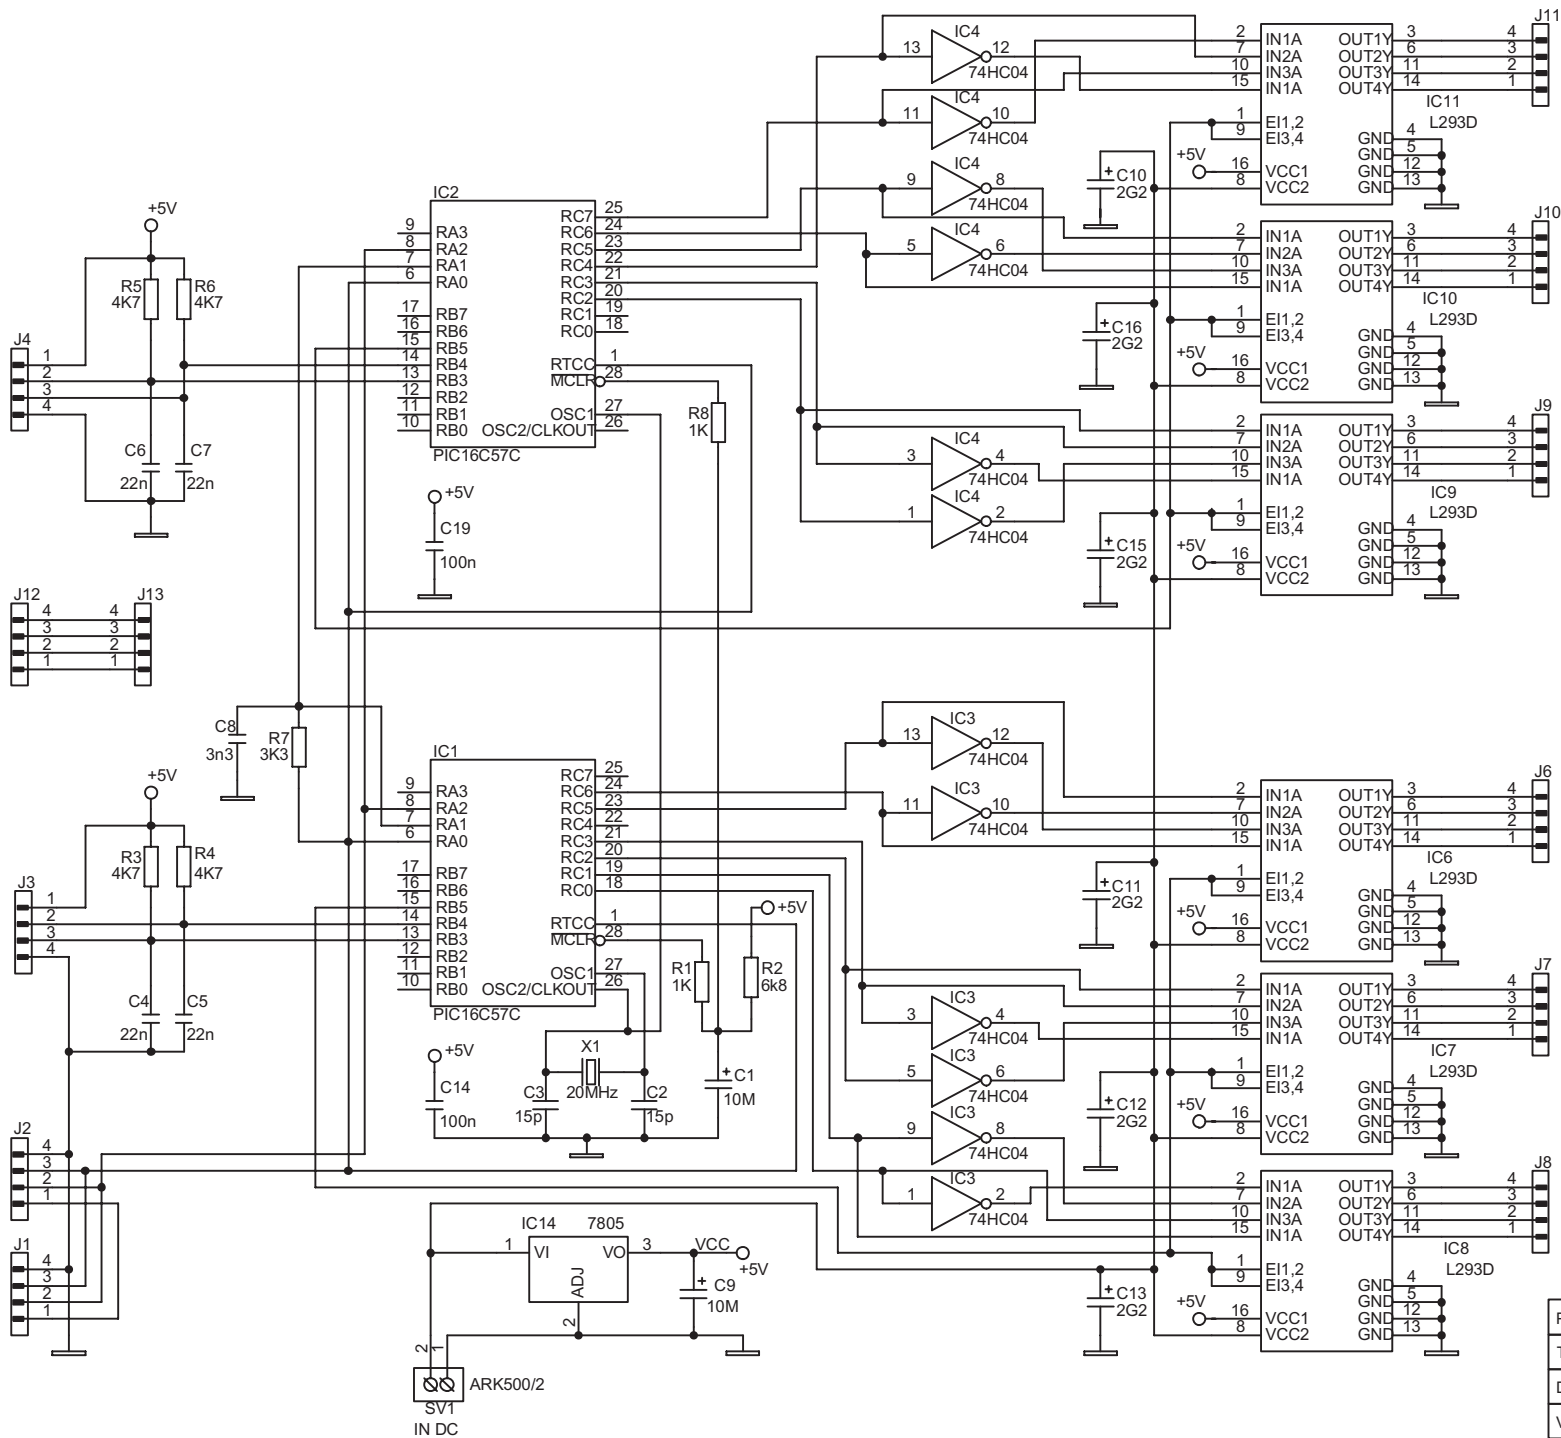 J11
IC4
13 12
74HC04
2 IN1A OUT1Y 3 4
7 IN2A OUT2Y 6 3
10 IN3A OUT3Y 11 2
15 IN1A OUT4Y 14 1
IC11
L293D
IC4
11 10
74HC04
1 EI1,2
9 EI3,4
GND 4
GND 5
GND 12
GND 13
+5V
16 VCC1
8 VCC2
+ C10
2G2
IC4
9 8
74HC04
IC4
5 6
74HC04
J10
2 IN1A OUT1Y 3 4
7 IN2A OUT2Y 6 3
10 IN3A OUT3Y 11 2
15 IN1A OUT4Y 14 1
IC10
L293D
1 EI1,2
9 EI3,4
GND 4
GND 5
GND 12
GND 13
+5V
16 VCC1
8 VCC2
+ C16
2G2
IC2
9 RA3
8 RA2
7 RA1
6 RA0
17 RB7
16 RB6
15 RB5
14 RB4
13 RB3
12 RB2
11 RB1
10 RB0
RC7 25
RC6 24
RC5 23
RC4 22
RC3 21
RC2 20
RC1 19
RC0 18
RTCC 1
MCLR 28
OSC1 27
OSC2/CLKOUT 26
PIC16C57C
+5V
R5
4K7
R6
4K7
J4
1
2
3
4
C6
22n
C7
22n
R8
1K
+5V
C19
100n
J9
IC4
3 4
74HC04
IC4
1 2
74HC04
2 IN1A OUT1Y 3 4
7 IN2A OUT2Y 6 3
10 IN3A OUT3Y 11 2
15 IN1A OUT4Y 14 1
IC9
L293D
1 EI1,2
9 EI3,4
GND 4
GND 5
GND 12
GND 13
+5V
16 VCC1
8 VCC2
+ C15
2G2
J12 J13
4 4
3 3
2 2
1 1
C8
3n3
R7
3K3
IC1
9 RA3
8 RA2
7 RA1
6 RA0
17 RB7
16 RB6
15 RB5
14 RB4
13 RB3
12 RB2
11 RB1
10 RB0
RC7 25
RC6 24
RC5 23
RC4 22
RC3 21
RC2 20
RC1 19
RC0 18
RTCC 1
MCLR 28
OSC1 27
OSC2/CLKOUT 26
PIC16C57C
+5V
R3
4K7
R4
4K7
J3
1
2
3
4
C4
22n
C5
22n
+5V
R1
1K
R2
6k8
+5V
C14
100n
X1
20MHz
C3
15p
C2
15p
+ C1
10M
IC3
13 12
74HC04
IC3
11 10
74HC04
J6
2 IN1A OUT1Y 3 4
7 IN2A OUT2Y 6 3
10 IN3A OUT3Y 11 2
15 IN1A OUT4Y 14 1
IC6
L293D
1 EI1,2
9 EI3,4
GND 4
GND 5
GND 12
GND 13
+5V
16 VCC1
8 VCC2
+ C11
2G2
J7
IC3
3 4
74HC04
IC3
5 6
74HC04
2 IN1A OUT1Y 3 4
7 IN2A OUT2Y 6 3
10 IN3A OUT3Y 11 2
15 IN1A OUT4Y 14 1
IC7
L293D
1 EI1,2
9 EI3,4
GND 4
GND 5
GND 12
GND 13
+5V
16 VCC1
8 VCC2
+ C12
2G2
IC3
9 8
74HC04
IC3
1 2
74HC04
J8
2 IN1A OUT1Y 3 4
7 IN2A OUT2Y 6 3
10 IN3A OUT3Y 11 2
15 IN1A OUT4Y 14 1
IC8
L293D
1 EI1,2
9 EI3,4
GND 4
GND 5
GND 12
GND 13
+5V
16 VCC1
8 VCC2
+ C13
2G2
J2
4
3
2
1
J1
4
3
2
1
IC14 7805
1 VI VO 3
ADJ
2
VCC
+5V
+ C9
10M
2 1
ARK500/2
SV1
IN DC